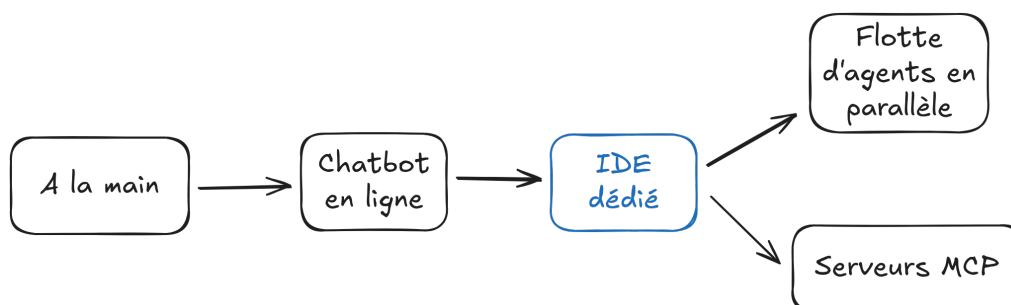 A la main
Chatbot
en ligne
IDE
dédié
Flotte
d'agents en
parallèle
Serveurs MCP